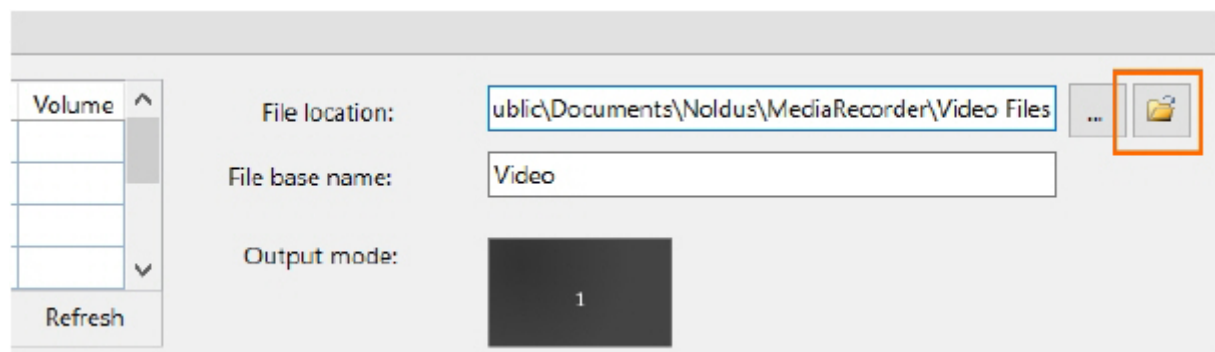 Volume
File location:
ublic\Documents\Noldus\MediaRecorder\Video Files
...
File base name:
Video
Output mode:
1
Refresh